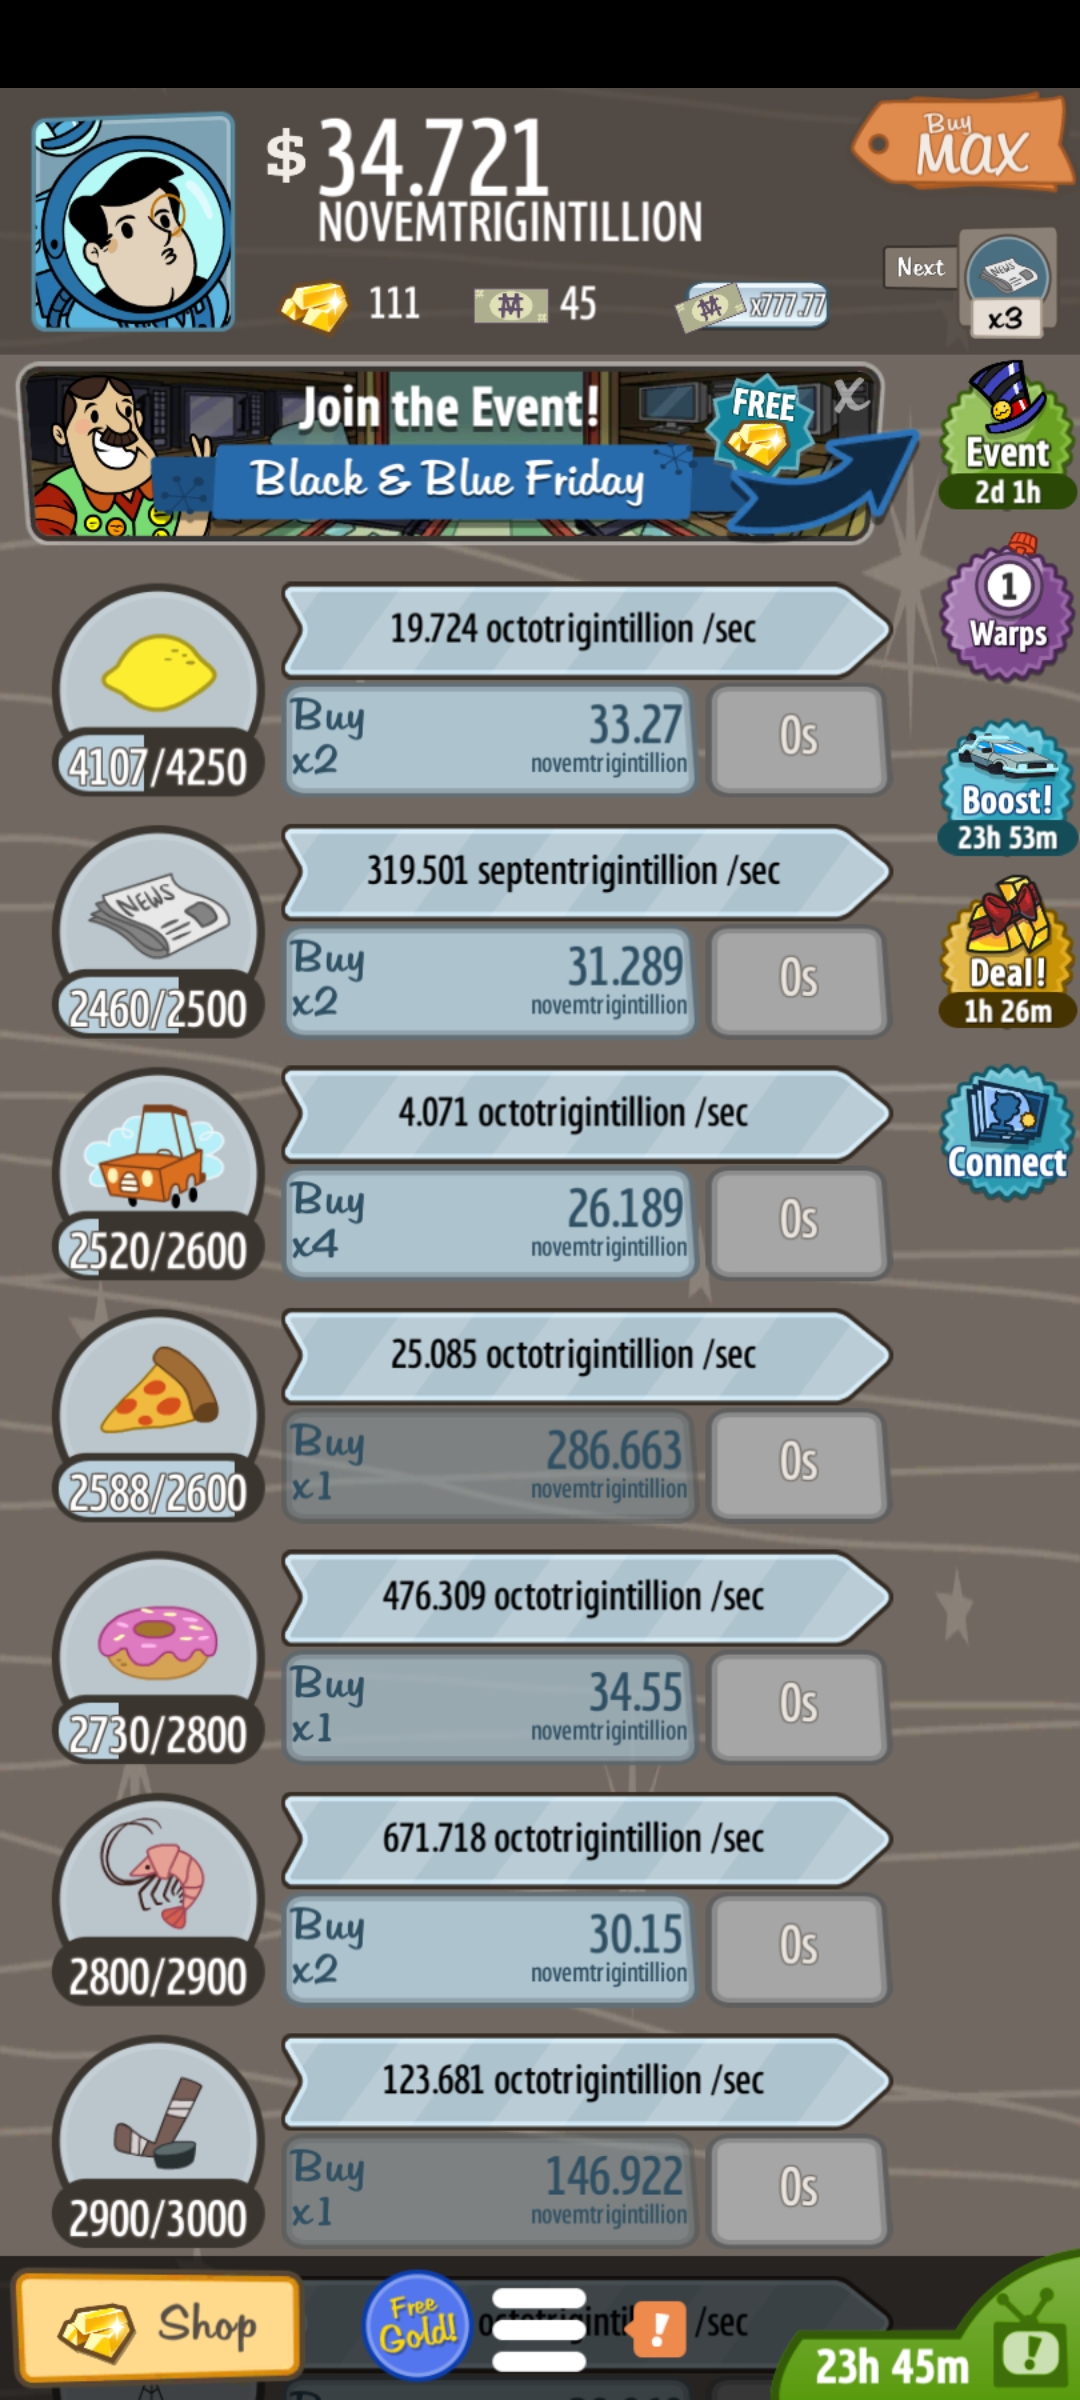 $ 34.721
NOVEMTRIGINTILLION
Buy
MAX
111
45
x777.77
Next
NEWS
x3
Join the Event!
FREE
X
Black & Blue Friday
Event
2d 1h
1
Warps
19.724 octotrigintillion /sec
Buy
x2
33.27
novemtrigintillion
0s
4107/4250
Boost!
23h 53m
319.501 septentrigintillion /sec
NEWS
Buy
x2
31.289
novemtrigintillion
0s
2460/2500
Deal!
1h 26m
4.071 octotrigintillion /sec
Connect
Buy
x4
26.189
novemtrigintillion
0s
2520/2600
25.085 octotrigintillion /sec
Buy
x1
286.663
novemtrigintillion
0s
2588/2600
476.309 octotrigintillion /sec
Buy
x1
34.55
novemtrigintillion
0s
2730/2800
671.718 octotrigintillion /sec
Buy
x2
30.15
novemtrigintillion
0s
2800/2900
123.681 octotrigintillion /sec
Buy
x1
146.922
novemtrigintillion
0s
2900/3000
Shop
Free
Gold!
!
/sec
!
23h 45m